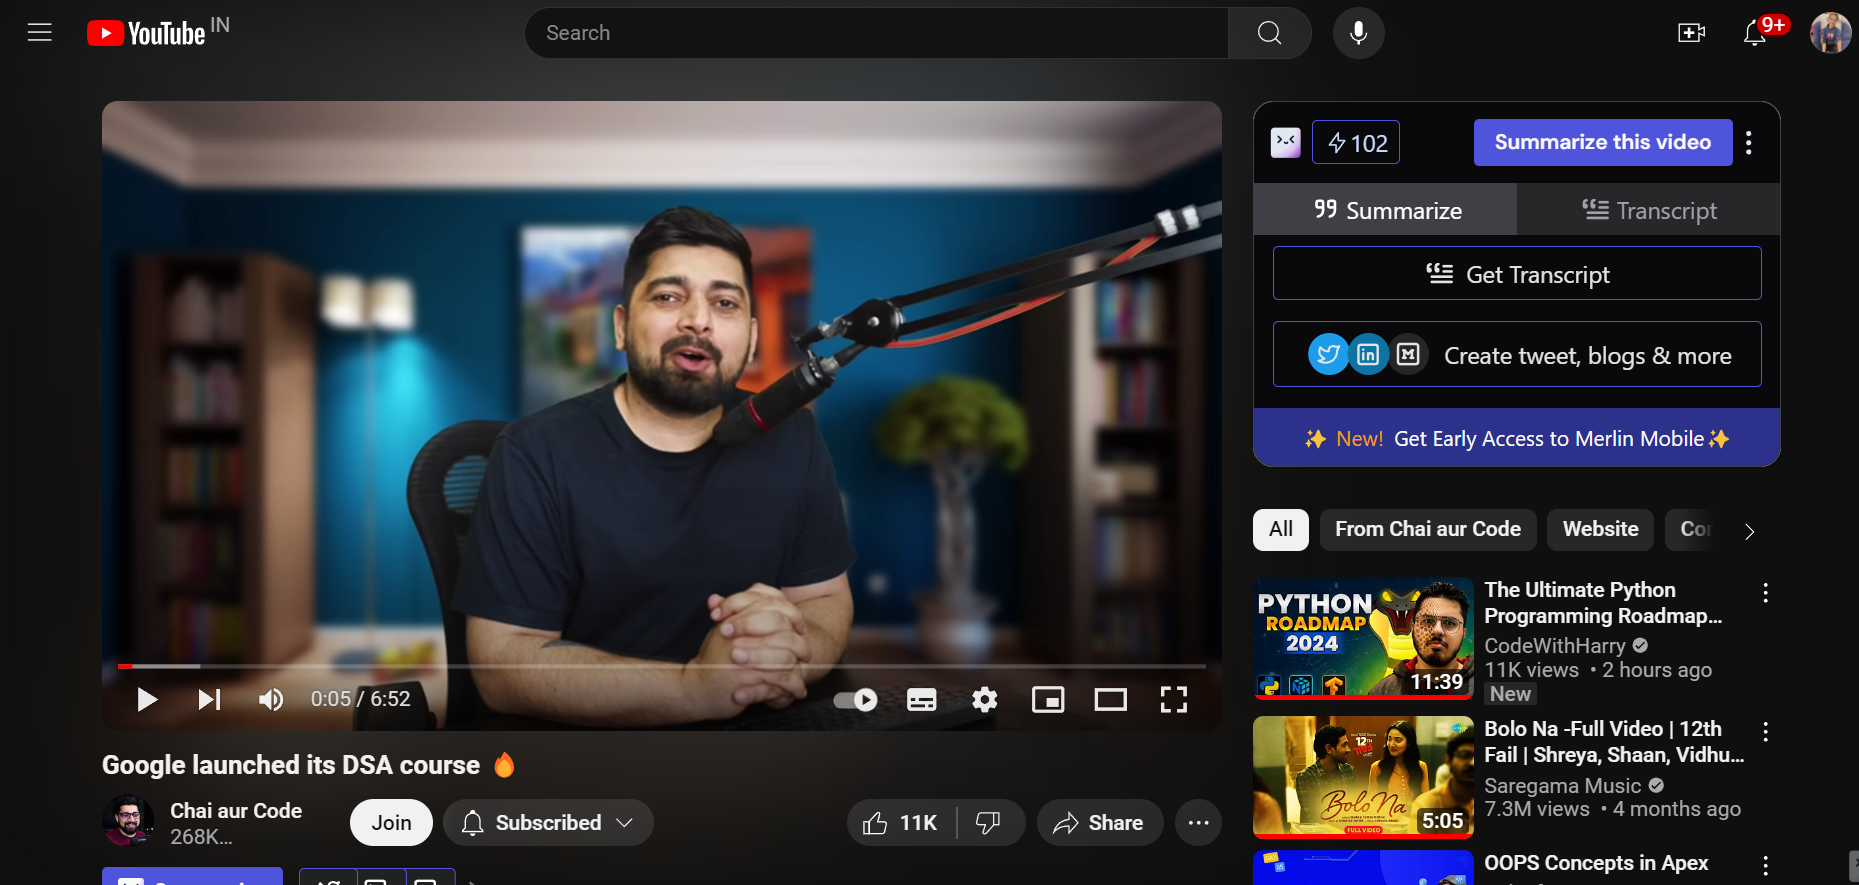 YouTube IN
Search
9+
102
Summarize this video
Summarize
Transcript
Get Transcript
Create tweet, blogs & more
✨ New! Get Early Access to Merlin Mobile✨
0:05 / 6:52
Google launched its DSA course 🔥
Chai aur Code
268K...
Join
Subscribed
11K
Share
All
From Chai aur Code
Website
PYTHON
ROADMAP
2024
11:39
The Ultimate Python
Programming Roadmap...
CodeWithHarry
11K views • 2 hours ago
New
12TH
Bolo Na
FULL VIDEO
5:05
Bolo Na -Full Video | 12th
Fail | Shreya, Shaan, Vidhu...
Saregama Music
7.3M views • 4 months ago
OOPS Concepts in Apex